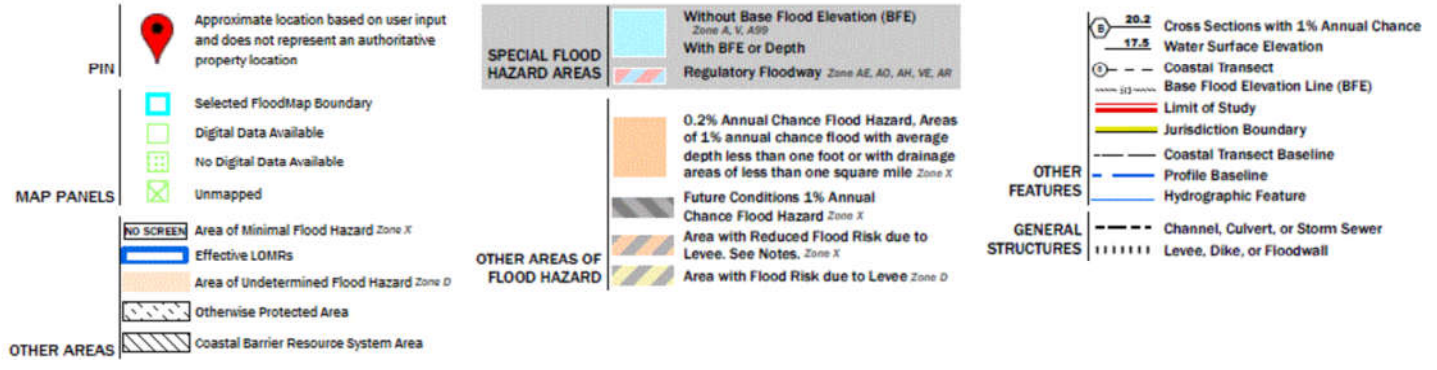 PIN
Approximate location based on user input
and does not represent an authoritative
property location
MAP PANELS
Selected FloodMap Boundary
Digital Data Available
No Digital Data Available
Unmapped
OTHER AREAS
NO SCREEN Area of Minimal Flood Hazard Zone X
Effective LOMRs
Area of Undetermined Flood Hazard Zone D
Otherwise Protected Area
Coastal Barrier Resource System Area
SPECIAL FLOOD
HAZARD AREAS
Without Base Flood Elevation (BFE)
Zone A, V, A99
With BFE or Depth
Regulatory Floodway Zone AE, AO, AH, VE, AR
OTHER AREAS OF
FLOOD HAZARD
0.2% Annual Chance Flood Hazard, Areas
of 1% annual chance flood with average
depth less than one foot or with drainage
areas of less than one square mile Zone X
Future Conditions 1% Annual
Chance Flood Hazard Zone X
Area with Reduced Flood Risk due to
Levee. See Notes. Zone X
Area with Flood Risk due to Levee Zone D
OTHER
FEATURES
B 20.2 Cross Sections with 1% Annual Chance
17.5 Water Surface Elevation
8 Coastal Transect
513 Base Flood Elevation Line (BFE)
Limit of Study
Jurisdiction Boundary
Coastal Transect Baseline
Profile Baseline
Hydrographic Feature
GENERAL
STRUCTURES
Channel, Culvert, or Storm Sewer
Levee, Dike, or Floodwall